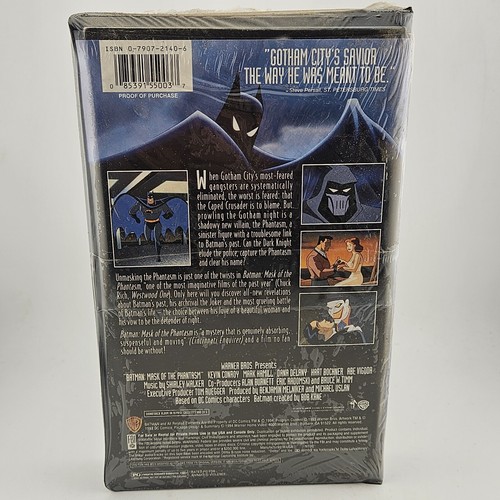 ISBN 0-7907-2140-6
0 85391 55003 7
PROOF OF PURCHASE
"GOTHAM CITY'S SAVIOR
THE WAY HE WAS MEANT TO BE."
- Steve Persall, ST. PETERSBURG TIMES
When Gotham City's most-feared
gangsters are systematically
eliminated, the worst is feared: that
the Caped Crusader is to blame. But
prowling the Gotham night is a
shadowy new villain, the Phantasm, a
sinister figure with a troublesome link
to Batman's past. Can the Dark Knight
elude the police, capture the Phantasm
and clear his name?
Unmasking the Phantasm is just one of the twists in Batman: Mask of the
Phantasm, "one of the most imaginative films of the past year" (Chuck
Rich, Westwood One). Only here will you discover all-new revelations
about Batman's past, his archrival the Joker and the most grueling battle
of Batman's life – the choice between his love of a beautiful woman and
his vow to be the defender of right.
Batman: Mask of the Phantasm is "a mystery that is genuinely absorbing,
suspenseful and moving" (Cincinnati Enquirer) and a film no fan
should be without!
WARNER BROS. Presents
"BATMAN: MASK OF THE PHANTASM" KEVIN CONROY MARK HAMILL DANA DELANY HART BOCHNER ABE VIGODA
Music by SHIRLEY WALKER Co-Producers ALAN BURNETT ERIC RADOMSKI and BRUCE W. TIMM
Executive Producer TOM RUEGGER Produced by BENJAMIN MELNIKER and MICHAEL USLAN
Based on DC Comics characters Batman created by BOB KANE